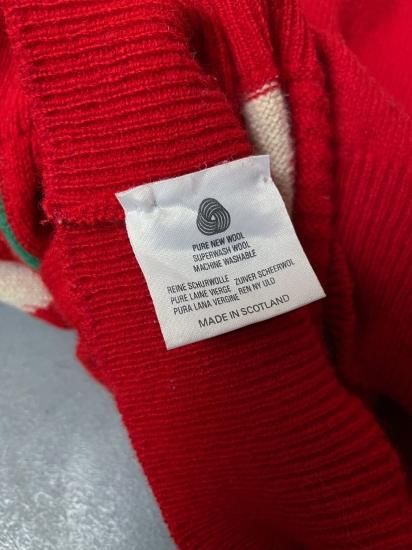 PURE NEW WOOL
SUPERWASH WOOL
MACHINE WASHABLE
REINE SCHURWOLLE ZUIVER SCHEERWOL
PURE LAINE VIERGE REN NY ULD
PURA LANA VERGINE
MADE IN SCOTLAND